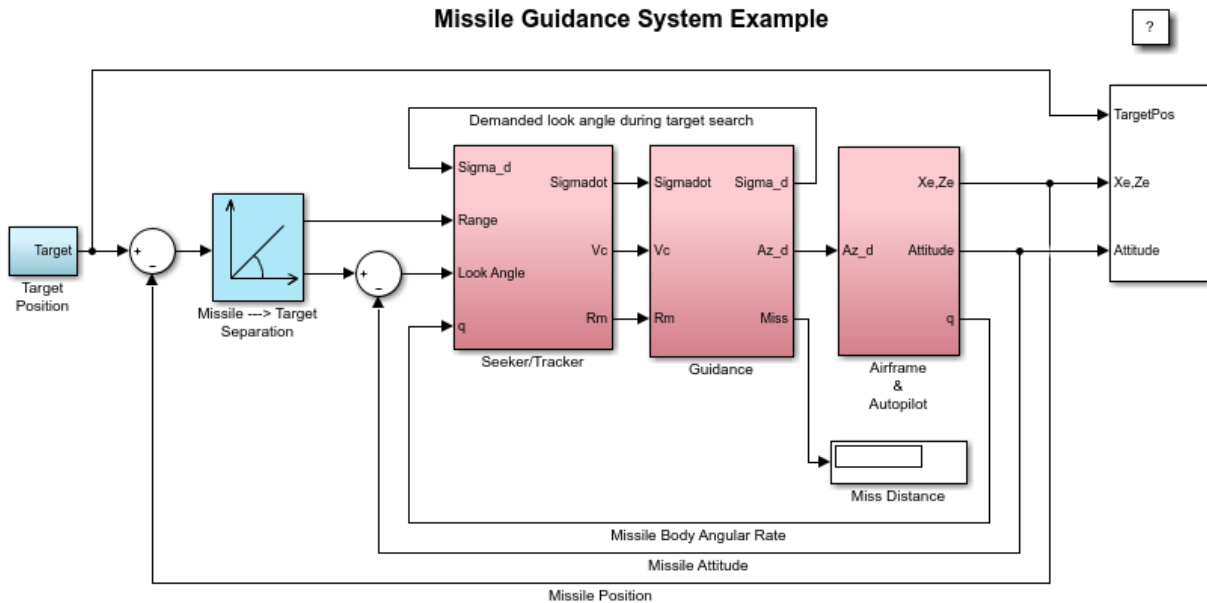 Missile Guidance System Example
?
Demanded look angle during target search
TargetPos
Xe,Ze
Attitude
Target
Target
Position
+
−
Missile ---> Target
Separation
+
−
Sigma_d
Range
Look Angle
q
Sigmadot
Vc
Rm
Seeker/Tracker
Sigmadot
Vc
Rm
Sigma_d
Az_d
Miss
Guidance
Az_d
Xe,Ze
Attitude
q
Airframe
&
Autopilot
Miss Distance
Missile Body Angular Rate
Missile Attitude
Missile Position